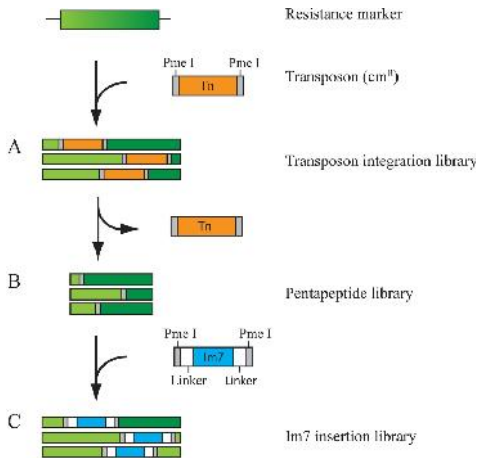 Resistance marker
Pme I Pme I
Tn
Transposon (cmR)
A
Transposon integration library
Tn
B
Pentapeptide library
Pme I Pme I
Im7
Linker Linker
C
Im7 insertion library